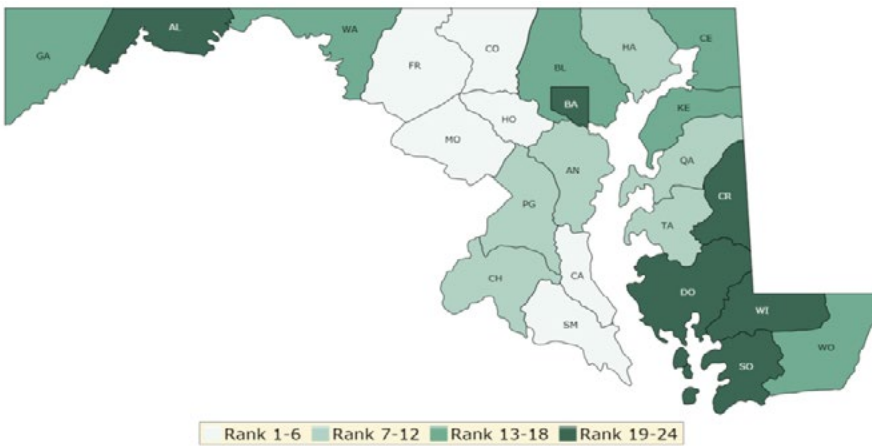 GA
AL
WA
FR
CO
BL
HA
CE
BA
KE
HO
MO
AN
QA
PG
CR
TA
CH
CA
DO
WI
SM
WO
SO
Rank 1-6 Rank 7-12 Rank 13-18 Rank 19-24